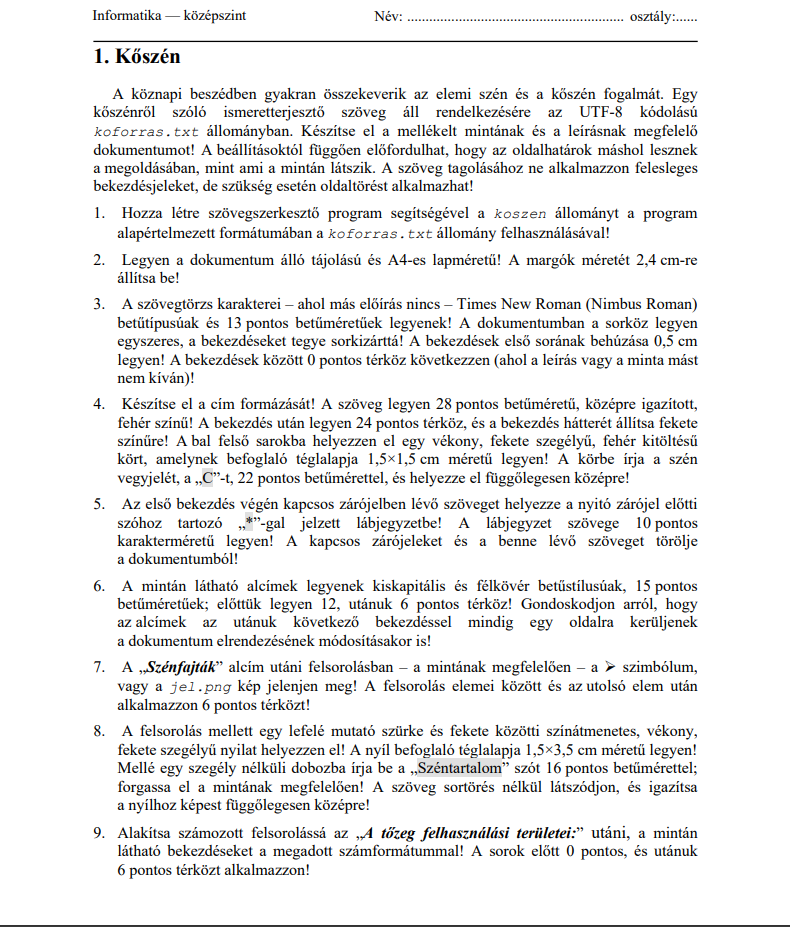 Informatika — középszint
Név: ............................................................ osztály:......
1. Kőszén
A köznapi beszédben gyakran összekeverik az elemi szén és a kőszén fogalmát. Egy
kőszénről szóló ismeretterjesztő szöveg áll rendelkezésére az UTF-8 kódolású
koforras.txt állományban. Készítse el a mellékelt mintának és a leírásnak megfelelő
dokumentumot! A beállításoktól függően előfordulhat, hogy az oldalhatárok máshol lesznek
a megoldásában, mint ami a mintán látszik. A szöveg tagolásához ne alkalmazzon felesleges
bekezdésjeleket, de szükség esetén oldaltörést alkalmazhat!
1. Hozza létre szövegszerkesztő program segítségével a koszen állományt a program
alapértelmezett formátumában a koforras.txt állomány felhasználásával!
2. Legyen a dokumentum álló tájolású és A4-es lapméretű! A margók méretét 2,4 cm-re
állítsa be!
3. A szövegtörzs karakterei – ahol más előírás nincs – Times New Roman (Nimbus Roman)
betűtípusúak és 13 pontos betűméretűek legyenek! A dokumentumban a sorköz legyen
egyszeres, a bekezdéseket tegye sorkizárttá! A bekezdések első sorának behúzása 0,5 cm
legyen! A bekezdések között 0 pontos térköz következzen (ahol a leírás vagy a minta mást
nem kíván)!
4. Készítse el a cím formázását! A szöveg legyen 28 pontos betűméretű, középre igazított,
fehér színű! A bekezdés után legyen 24 pontos térköz, és a bekezdés hátterét állítsa fekete
színűre! A bal felső sarokba helyezzen el egy vékony, fekete szegélyű, fehér kitöltésű
kört, amelynek befoglaló téglalapja 1,5×1,5 cm méretű legyen! A körbe írja a szén
vegyjelét, a „C”-t, 22 pontos betűmérettel, és helyezze el függőlegesen középre!
5. Az első bekezdés végén kapcsos zárójelben lévő szöveget helyezze a nyitó zárójel előtti
szóhoz tartozó „*”-gal jelzett lábjegyzetbe! A lábjegyzet szövege 10 pontos
karakterméretű legyen! A kapcsos zárójeleket és a benne lévő szöveget törölje
a dokumentumból!
6. A mintán látható alcímek legyenek kiskapitális és félkövér betűstílusúak, 15 pontos
betűméretűek; előttük legyen 12, utánuk 6 pontos térköz! Gondoskodjon arról, hogy
az alcímek az utánuk következő bekezdéssel mindig egy oldalra kerüljenek
a dokumentum elrendezésének módosításakor is!
7. A „Szénfajták” alcím utáni felsorolásban – a mintának megfelelően – a ➢ szimbólum,
vagy a jel.png kép jelenjen meg! A felsorolás elemei között és az utolsó elem után
alkalmazzon 6 pontos térközt!
8. A felsorolás mellett egy lefelé mutató szürke és fekete közötti színátmenetes, vékony,
fekete szegélyű nyilat helyezzen el! A nyíl befoglaló téglalapja 1,5×3,5 cm méretű legyen!
Mellé egy szegély nélküli dobozba írja be a „Széntartalom” szót 16 pontos betűmérettel;
forgassa el a mintának megfelelően! A szöveg sortörés nélkül látszódjon, és igazítsa
a nyílhoz képest függőlegesen középre!
9. Alakítsa számozott felsorolássá az „A tőzeg felhasználási területei:” utáni, a mintán
látható bekezdéseket a megadott számformátummal! A sorok előtt 0 pontos, és utánuk
6 pontos térközt alkalmazzon!